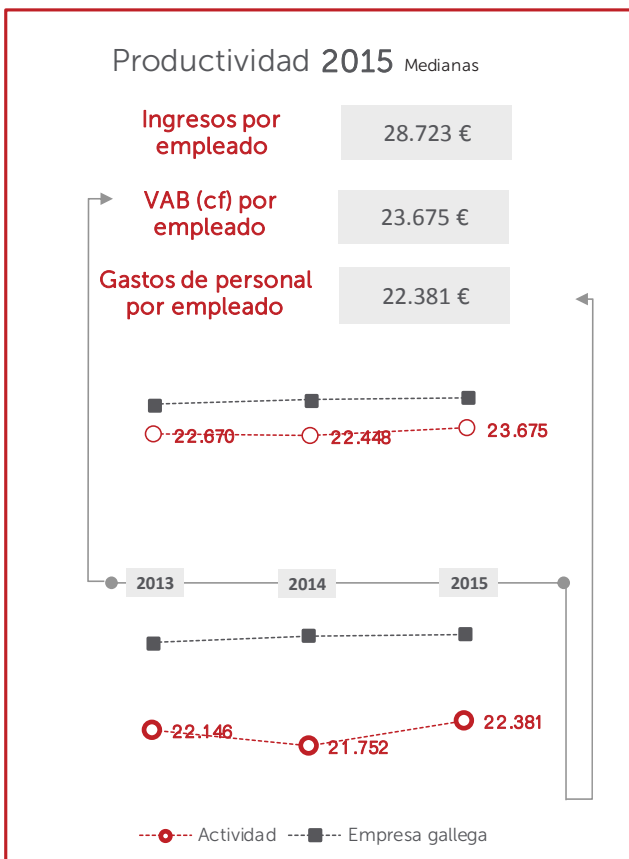 Productividad 2015 Medianas
Ingresos por
empleado
28.723 €
VAB (cf) por
empleado
23.675 €
Gastos de personal
por empleado
22.381 €
22.670
22.448
23.675
2013
2014
2015
22.146
21.752
22.381
Actividad
Empresa gallega